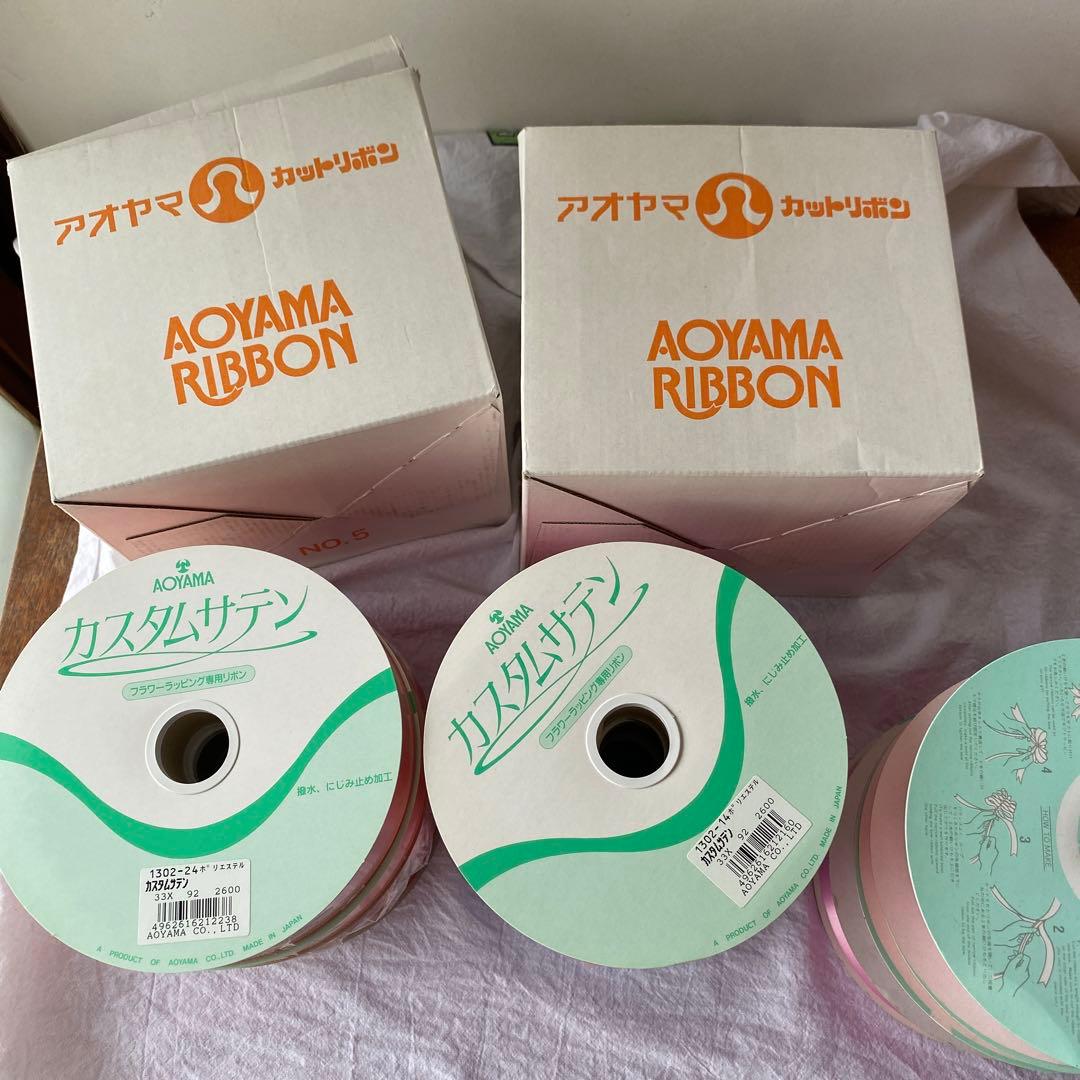 アオヤマ カットリボン
AOYAMA
RIBBON
NO.5
アオヤマ カットリボン
AOYAMA
RIBBON
AOYAMA
カスタムサテン
フラワーラッピング専用リボン
撥水、にじみ止め加工
1302-24ポリエステル
カスタムサテン
33X 92 2600
4962616212238
AOYAMA CO.,LTD
A PRODUCT OF AOYAMA CO.,LTD. MADE IN JAPAN
AOYAMA
カスタムサテン
フラワーラッピング専用リボン
撥水、にじみ止め加工
1302-14ポリエステル
カスタムサテン
33X 92 2600
4962616212160
AOYAMA CO.,LTD
A PRODUCT OF AOYAMA CO.,LTD. MADE IN JAPAN
HOW TO MAKE
4
3
2